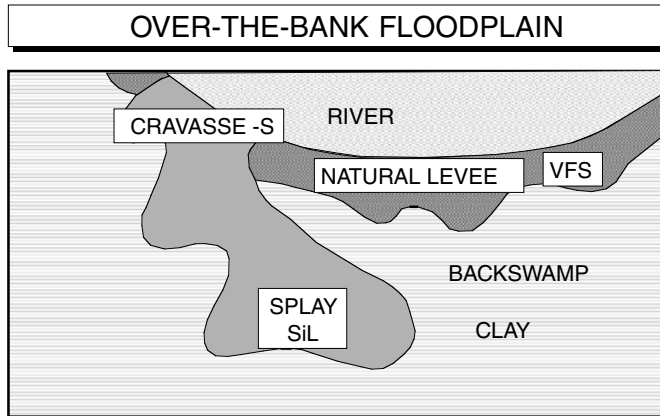 OVER-THE-BANK FLOODPLAIN
RIVER
CRAVASSE -S
NATURAL LEVEE
VFS
BACKSWAMP
SPLAY
SiL
CLAY